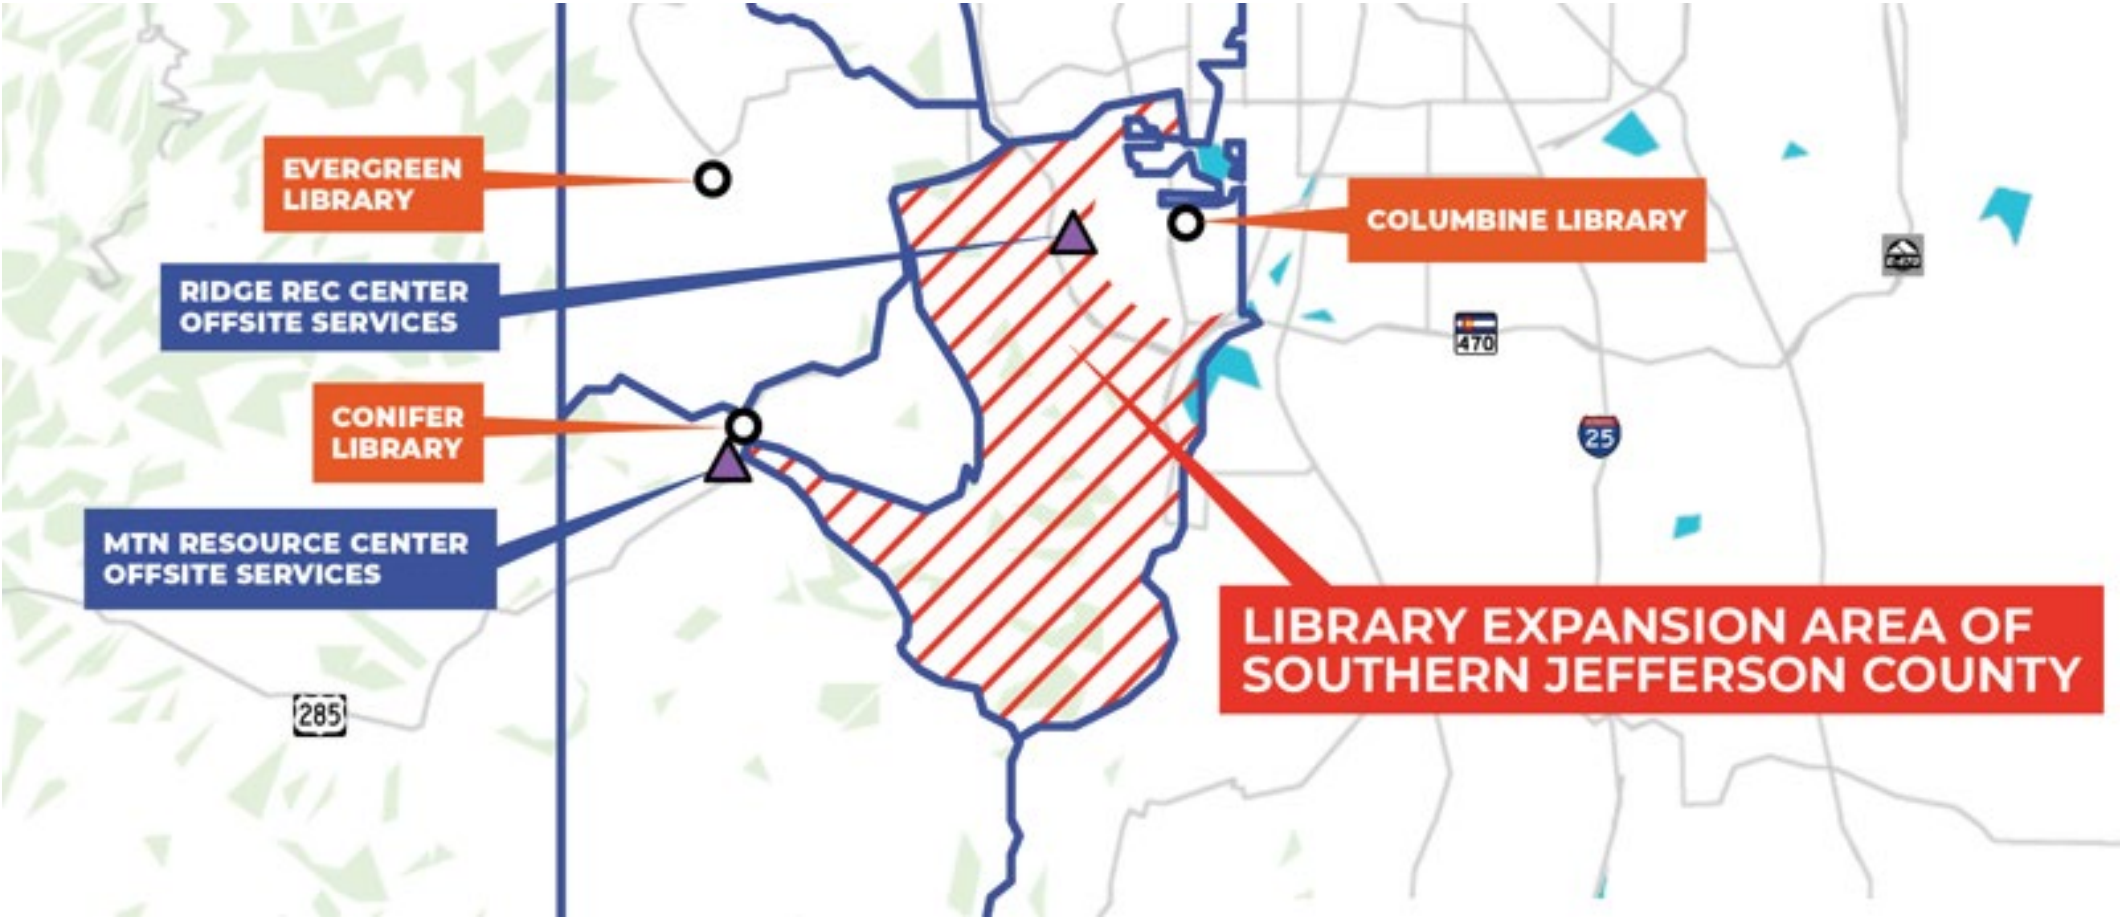 EVERGREEN
LIBRARY
COLUMBINE LIBRARY
RIDGE REC CENTER
OFFSITE SERVICES
470
CONIFER
LIBRARY
25
MTN RESOURCE CENTER
OFFSITE SERVICES
LIBRARY EXPANSION AREA OF
SOUTHERN JEFFERSON COUNTY
285